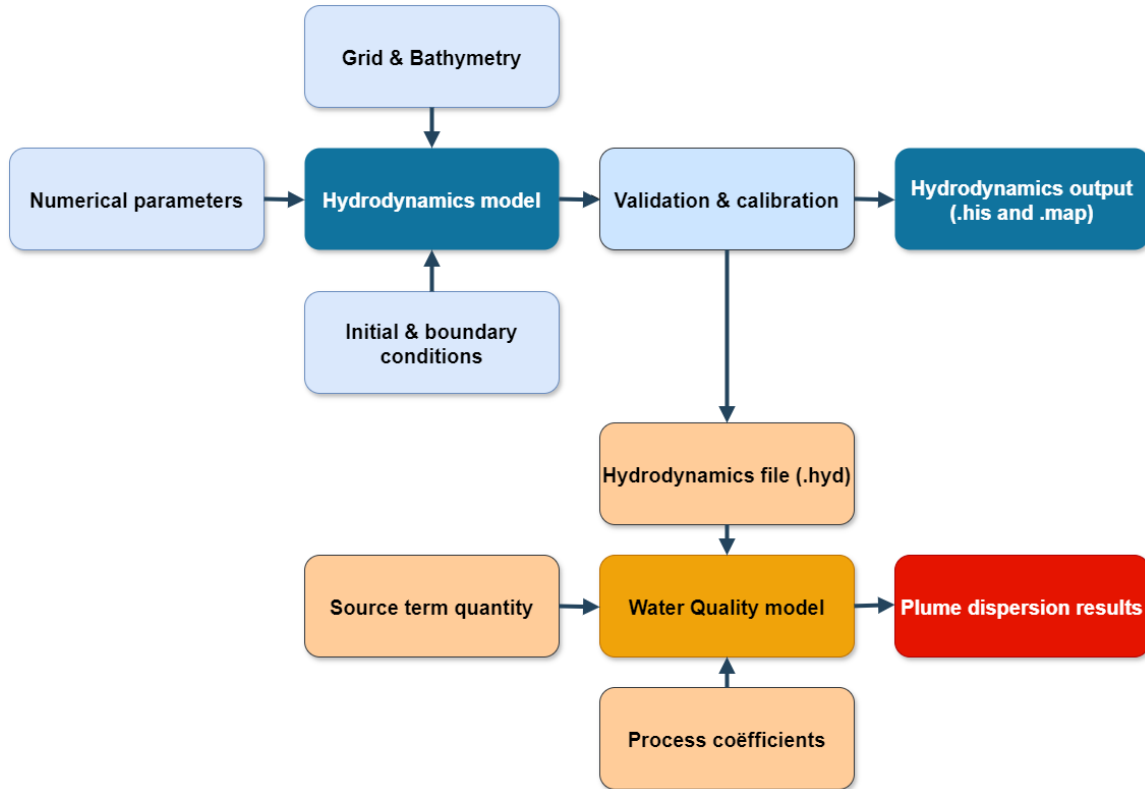 Grid & Bathymetry
Numerical parameters
Hydrodynamics model
Validation & calibration
Hydrodynamics output
(.his and .map)
Initial & boundary
conditions
Hydrodynamics file (.hyd)
Source term quantity
Water Quality model
Plume dispersion results
Process coëfficients